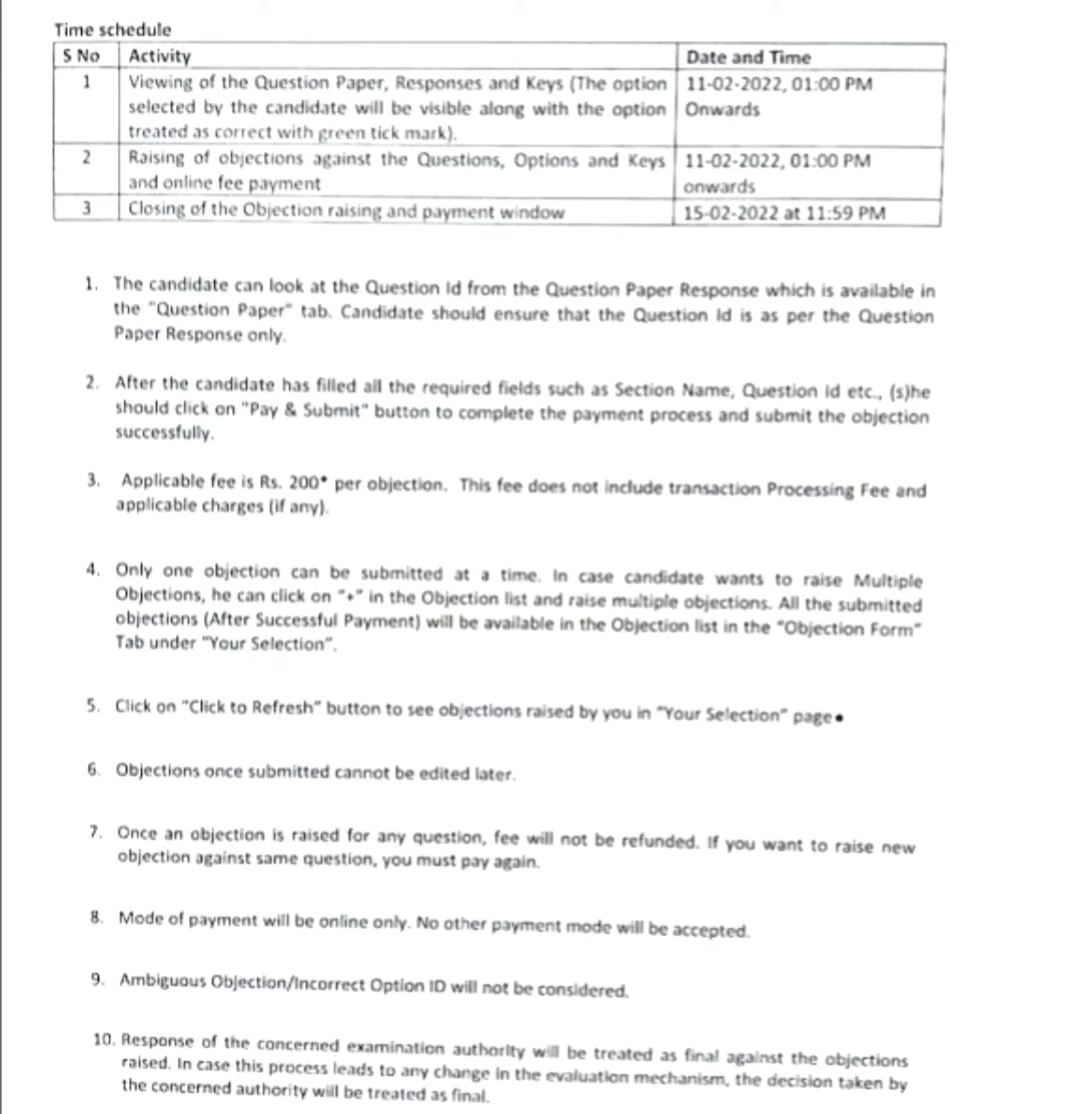 Time schedule
S No Activity Date and Time
1 Viewing of the Question Paper, Responses and Keys (The option 11-02-2022, 01:00 PM
selected by the candidate will be visible along with the option Onwards
treated as correct with green tick mark).
2 Raising of objections against the Questions, Options and Keys 11-02-2022, 01:00 PM
and online fee payment onwards
3 Closing of the Objection raising and payment window 15-02-2022 at 11:59 PM
1. The candidate can look at the Question Id from the Question Paper Response which is available in
the "Question Paper" tab. Candidate should ensure that the Question Id is as per the Question
Paper Response only.
2. After the candidate has filled all the required fields such as Section Name, Question Id etc., (s)he
should click on "Pay & Submit" button to complete the payment process and submit the objection
successfully.
3. Applicable fee is Rs. 200* per objection. This fee does not include transaction Processing Fee and
applicable charges (if any).
4. Only one objection can be submitted at a time. In case candidate wants to raise Multiple
Objections, he can click on "+" in the Objection list and raise multiple objections. All the submitted
objections (After Successful Payment) will be available in the Objection list in the "Objection Form"
Tab under "Your Selection".
5. Click on "Click to Refresh" button to see objections raised by you in "Your Selection" page•
6. Objections once submitted cannot be edited later.
7. Once an objection is raised for any question, fee will not be refunded. If you want to raise new
objection against same question, you must pay again.
8. Mode of payment will be online only. No other payment mode will be accepted.
9. Ambiguous Objection/Incorrect Option ID will not be considered.
10. Response of the concerned examination authority will be treated as final against the objections
raised. In case this process leads to any change in the evaluation mechanism, the decision taken by
the concerned authority will be treated as final.